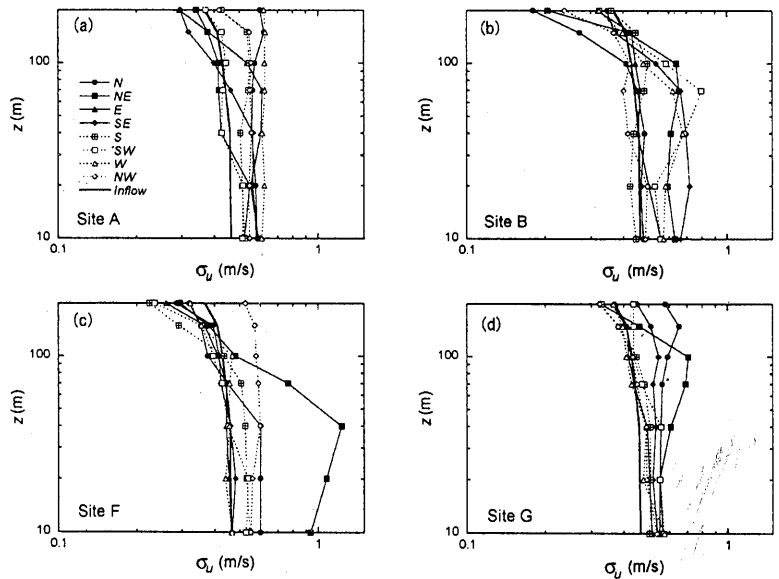 (a)
z (m)
100
10
N
NE
E
SE
S
SW
W
NW
Inflow
Site A
0.1
1
σu (m/s)
(b)
z (m)
100
10
Site B
0.1
1
σu (m/s)
(c)
z (m)
100
10
Site F
0.1
1
σu (m/s)
(d)
z (m)
100
10
Site G
0.1
1
σu (m/s)